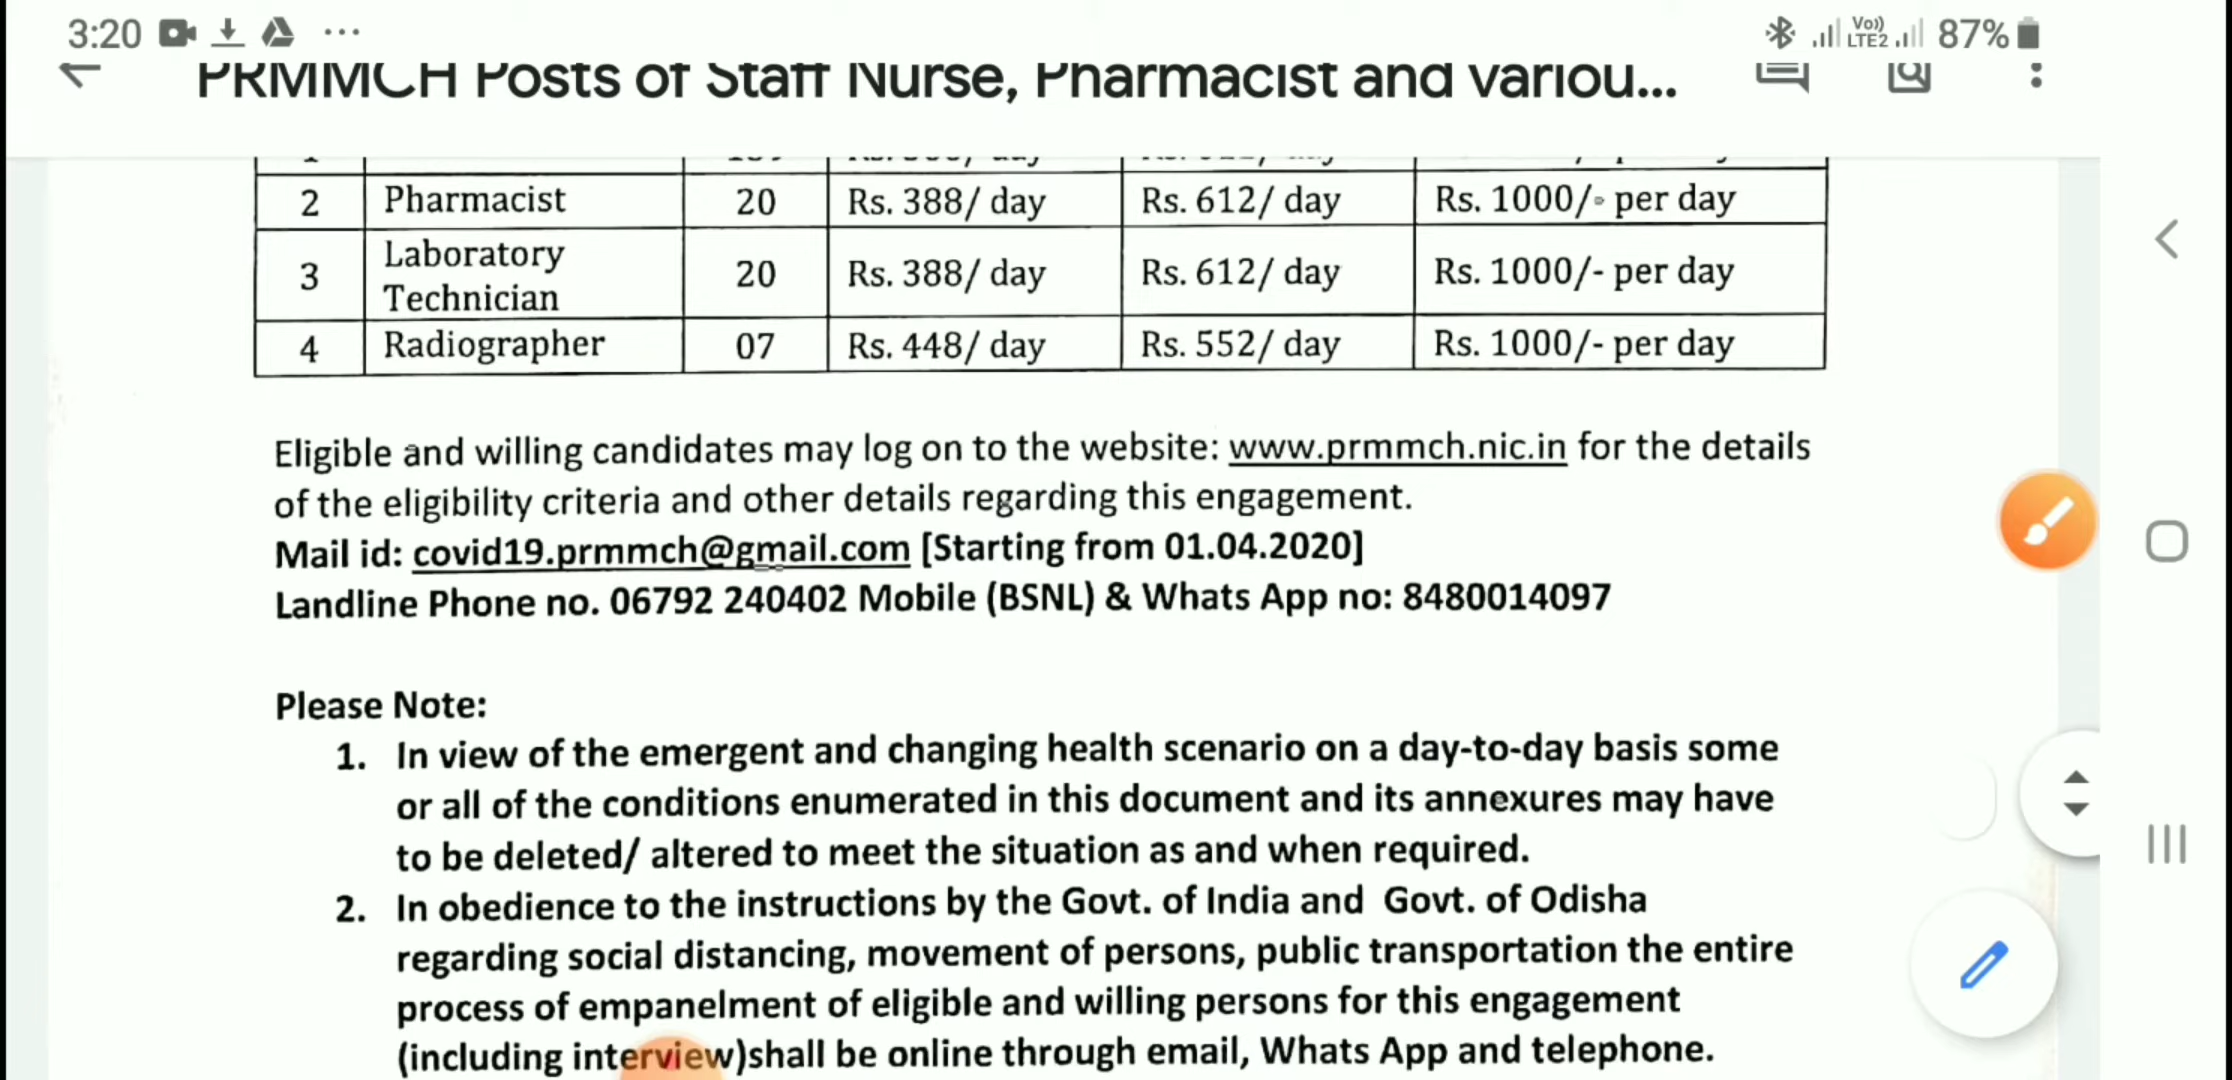 3:20 ... Vo)) LTE2 87%
PRMMCH Posts of Staff Nurse, Pharmacist and variou...
2 Pharmacist 20 Rs. 388/ day Rs. 612/ day Rs. 1000/- per day
3 Laboratory Technician 20 Rs. 388/ day Rs. 612/ day Rs. 1000/- per day
4 Radiographer 07 Rs. 448/ day Rs. 552/ day Rs. 1000/- per day
Eligible and willing candidates may log on to the website: www.prmmch.nic.in for the details
of the eligibility criteria and other details regarding this engagement.
Mail id: covid19.prmmch@gmail.com [Starting from 01.04.2020]
Landline Phone no. 06792 240402 Mobile (BSNL) & Whats App no: 8480014097
Please Note:
1. In view of the emergent and changing health scenario on a day-to-day basis some
or all of the conditions enumerated in this document and its annexures may have
to be deleted/ altered to meet the situation as and when required.
2. In obedience to the instructions by the Govt. of India and Govt. of Odisha
regarding social distancing, movement of persons, public transportation the entire
process of empanelment of eligible and willing persons for this engagement
(including interview)shall be online through email, Whats App and telephone.